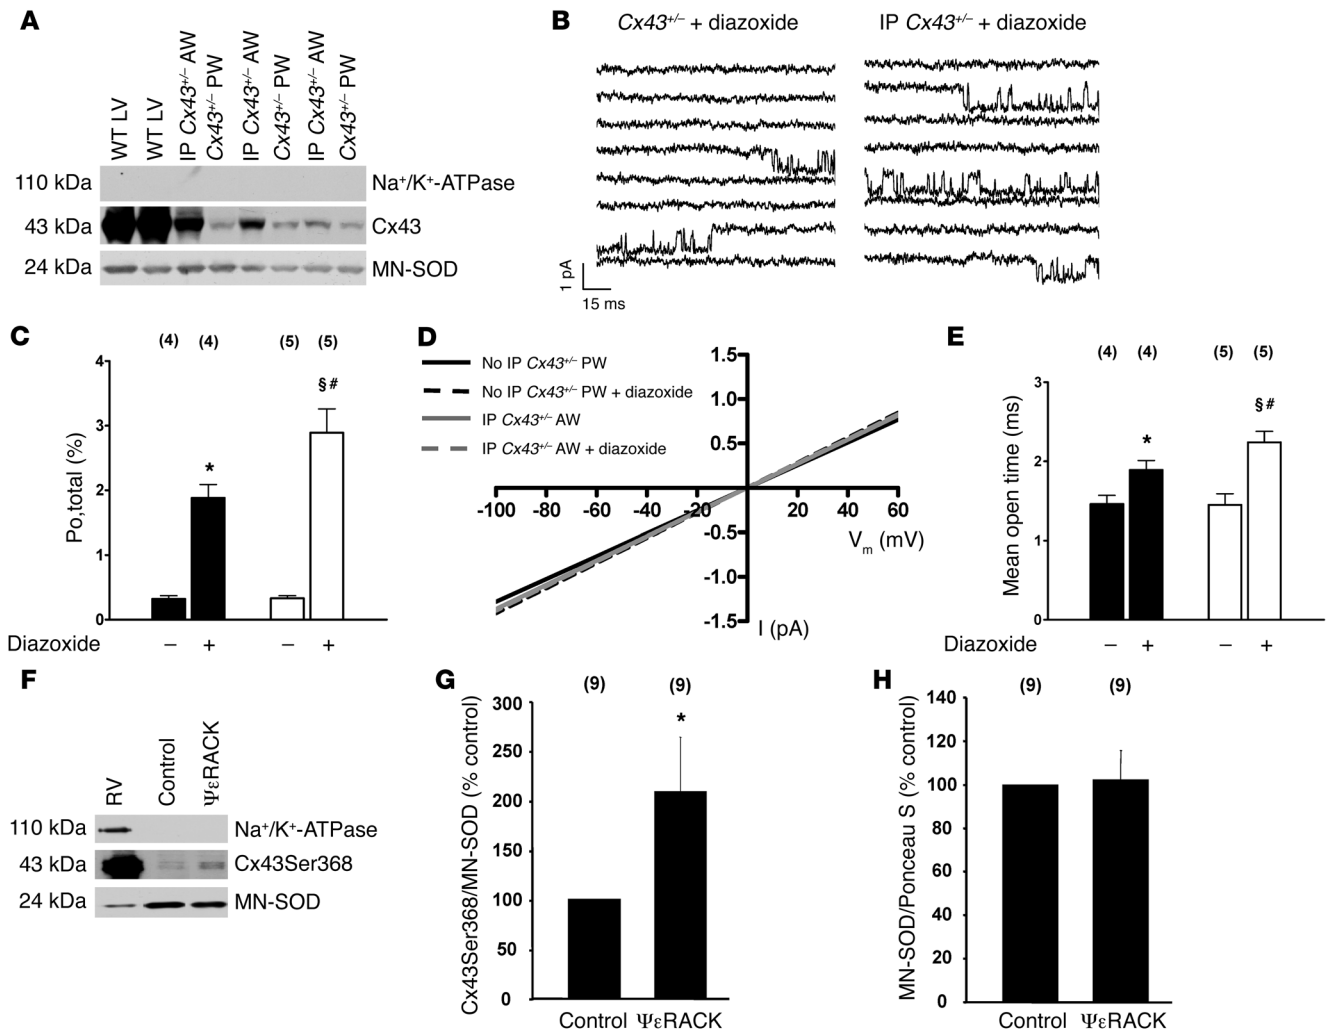 A
WT LV
WT LV
IP Cx43+/– AW
Cx43+/– PW
IP Cx43+/– AW
Cx43+/– PW
IP Cx43+/– AW
Cx43+/– PW
110 kDa
Na+/K+-ATPase
43 kDa
Cx43
24 kDa
MN-SOD
B
Cx43+/– + diazoxide
IP Cx43+/– + diazoxide
1 pA
15 ms
C
(4)
(4)
(5)
(5)
Po,total (%)
4
3
2
1
0
*
§ #
Diazoxide
–
+
–
+
D
No IP Cx43+/– PW
No IP Cx43+/– PW + diazoxide
IP Cx43+/– AW
IP Cx43+/– AW + diazoxide
1.5
1.0
0.5
-0.5
-1.0
-1.5
-100
-80
-60
-40
-20
20
40
60
Vm (mV)
I (pA)
E
(4)
(4)
(5)
(5)
Mean open time (ms)
3
2
1
0
*
§ #
Diazoxide
–
+
–
+
F
RV
Control
ΨεRACK
110 kDa
Na+/K+-ATPase
43 kDa
Cx43Ser368
24 kDa
MN-SOD
G
(9)
(9)
Cx43Ser368/MN-SOD (% control)
300
250
200
150
100
50
0
*
Control
ΨεRACK
H
(9)
(9)
MN-SOD/Ponceau S (% control)
140
120
100
80
60
40
20
0
Control
ΨεRACK